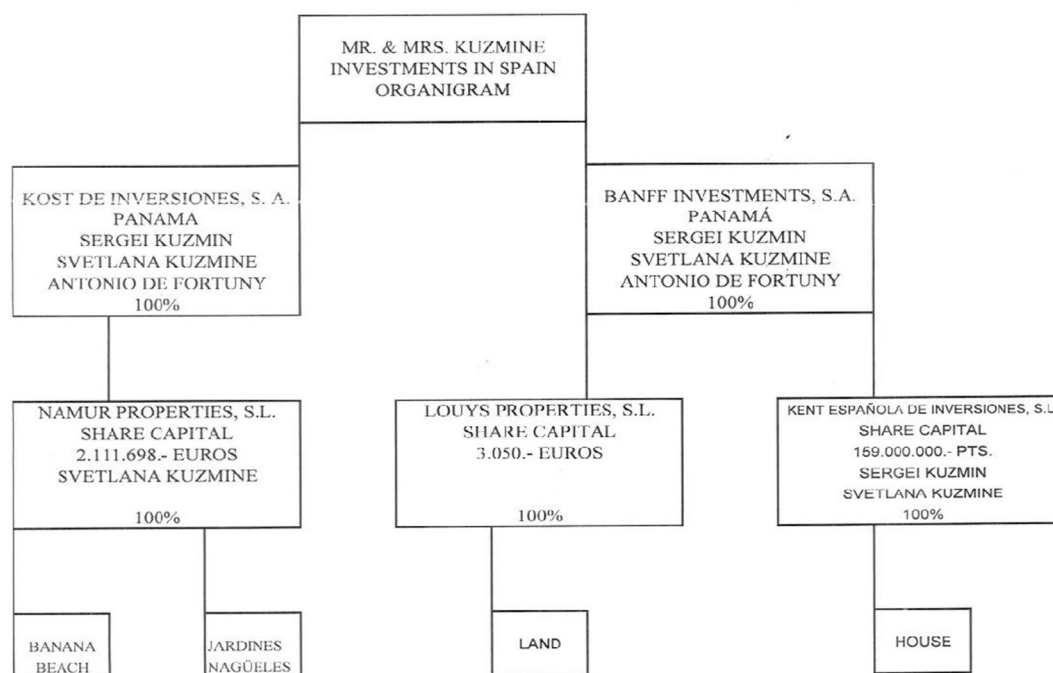 MR. & MRS. KUZMINE
INVESTMENTS IN SPAIN
ORGANIGRAM
KOST DE INVERSIONES, S. A.
PANAMA
SERGEI KUZMIN
SVETLANA KUZMINE
ANTONIO DE FORTUNY
100%
BANFF INVESTMENTS, S.A.
PANAMÁ
SERGEI KUZMIN
SVETLANA KUZMINE
ANTONIO DE FORTUNY
100%
NAMUR PROPERTIES, S.L.
SHARE CAPITAL
2.111.698.- EUROS
SVETLANA KUZMINE
100%
LOUYS PROPERTIES, S.L.
SHARE CAPITAL
3.050.- EUROS
100%
KENT ESPAÑOLA DE INVERSIONES, S.L
SHARE CAPITAL
159.000.000.- PTS.
SERGEI KUZMIN
SVETLANA KUZMINE
100%
BANANA
BEACH
JARDINES
NAGÜELES
LAND
HOUSE